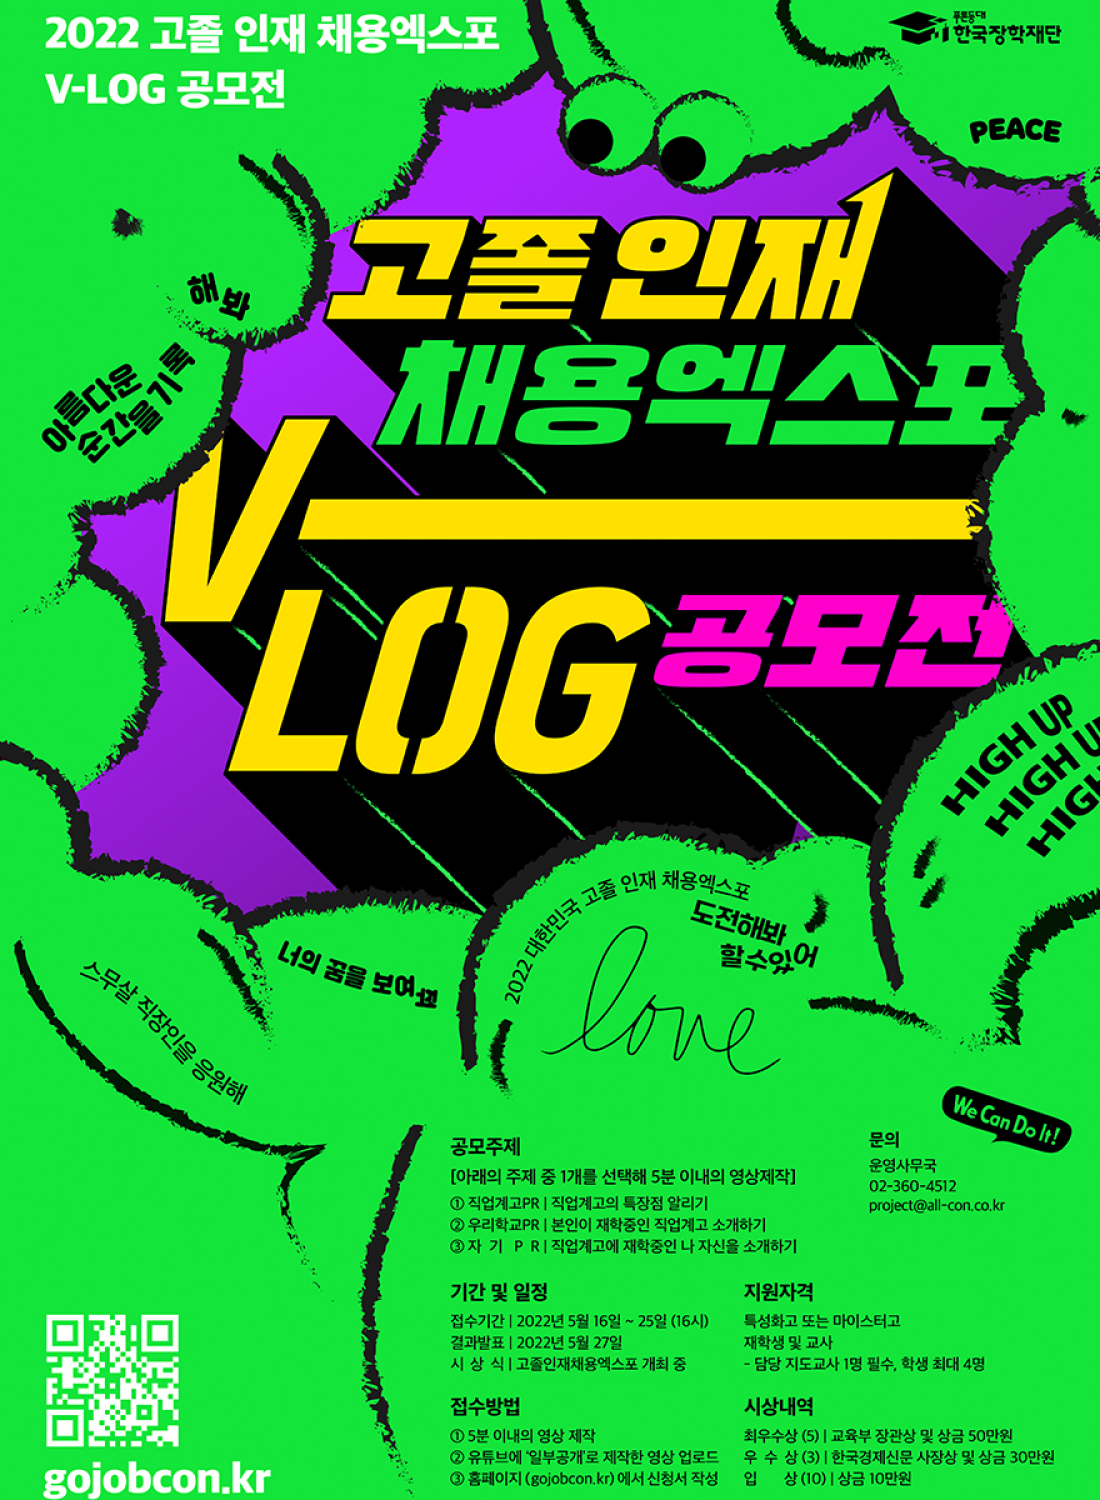 2022 고졸 인재 채용엑스포
V-LOG 공모전
푸른등대
한국장학재단
PEACE
고졸 인재
채용엑스포
V-
LOG 공모전
해봐
아름다운
순간을 기록
HIGH UP
HIGH UP
HIGH
스무살 직장인을 응원해
너의 꿈을 보여줘
2022 대한민국 고졸 인재 채용엑스포
도전해봐
할수있어
love
We Can Do It!
공모주제
[아래의 주제 중 1개를 선택해 5분 이내의 영상제작]
① 직업계고PR | 직업계고의 특장점 알리기
② 우리학교PR | 본인이 재학중인 직업계고 소개하기
③ 자 기 P R | 직업계고에 재학중인 나 자신을 소개하기
문의
운영사무국
02-360-4512
project@all-con.co.kr
기간 및 일정
접수기간 | 2022년 5월 16일 ~ 25일 (16시)
결과발표 | 2022년 5월 27일
시 상 식 | 고졸인재채용엑스포 개최 중
지원자격
특성화고 또는 마이스터고
재학생 및 교사
- 담당 지도교사 1명 필수, 학생 최대 4명
접수방법
① 5분 이내의 영상 제작
② 유튜브에 '일부공개'로 제작한 영상 업로드
③ 홈페이지 (gojobcon.kr) 에서 신청서 작성
시상내역
최우수상 (5) | 교육부 장관상 및 상금 50만원
우 수 상 (3) | 한국경제신문 사장상 및 상금 30만원
입 상 (10) | 상금 10만원
gojobcon.kr